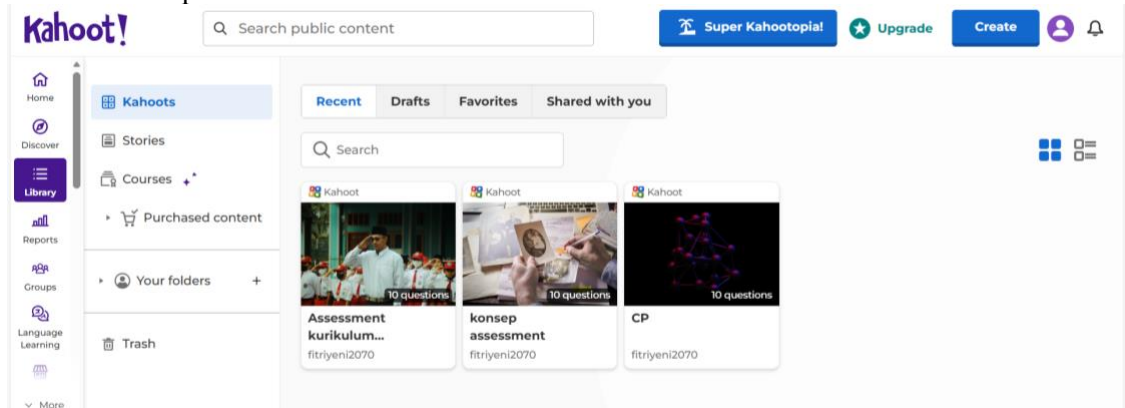 Kahoot!
Search public content
Super Kahootopia!
Upgrade
Create
Home
Discover
Library
Reports
Groups
Language
Learning
More
Kahoots
Stories
Courses
Purchased content
Your folders +
Trash
Recent Drafts Favorites Shared with you
Search
Kahoot
10 questions
Assessment
kurikulum...
fitriyeni2070
Kahoot
10 questions
konsep
assessment
fitriyeni2070
Kahoot
10 questions
CP
fitriyeni2070